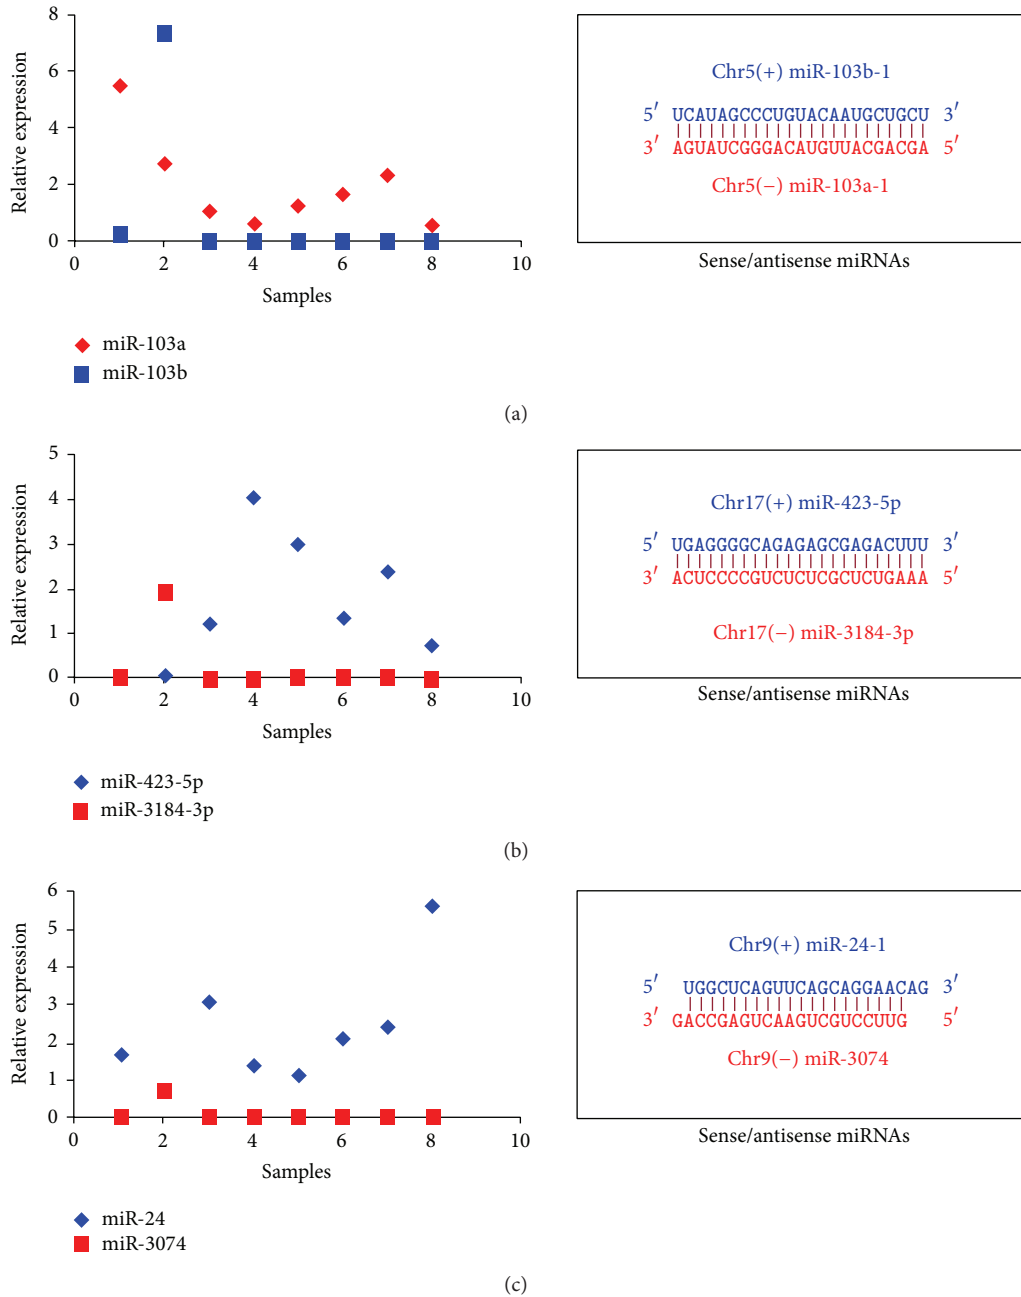 8
6
4
2
0
Relative expression
0 2 4 6 8 10
Samples
miR-103a
miR-103b
Chr5(+) miR-103b-1
5′ UCAUAGCCCUGUACAAUGCUGCU 3′
3′ AGUAUCGGGACAUGUUACGACGA 5′
Chr5(−) miR-103a-1
Sense/antisense miRNAs
(a)
5
4
3
2
1
0
Relative expression
0 2 4 6 8 10
Samples
miR-423-5p
miR-3184-3p
Chr17(+) miR-423-5p
5′ UGAGGGGCAGAGAGCGAGACUUU 3′
3′ ACUCCCCGUCUCUCGCUCUGAAA 5′
Chr17(−) miR-3184-3p
Sense/antisense miRNAs
(b)
6
5
4
3
2
1
0
Relative expression
0 2 4 6 8 10
Samples
miR-24
miR-3074
Chr9(+) miR-24-1
5′ UGGCUCAGUUCAGCAGGAACAG 3′
3′ GACCGAGUCAAGUCGUCCUUG 5′
Chr9(−) miR-3074
Sense/antisense miRNAs
(c)